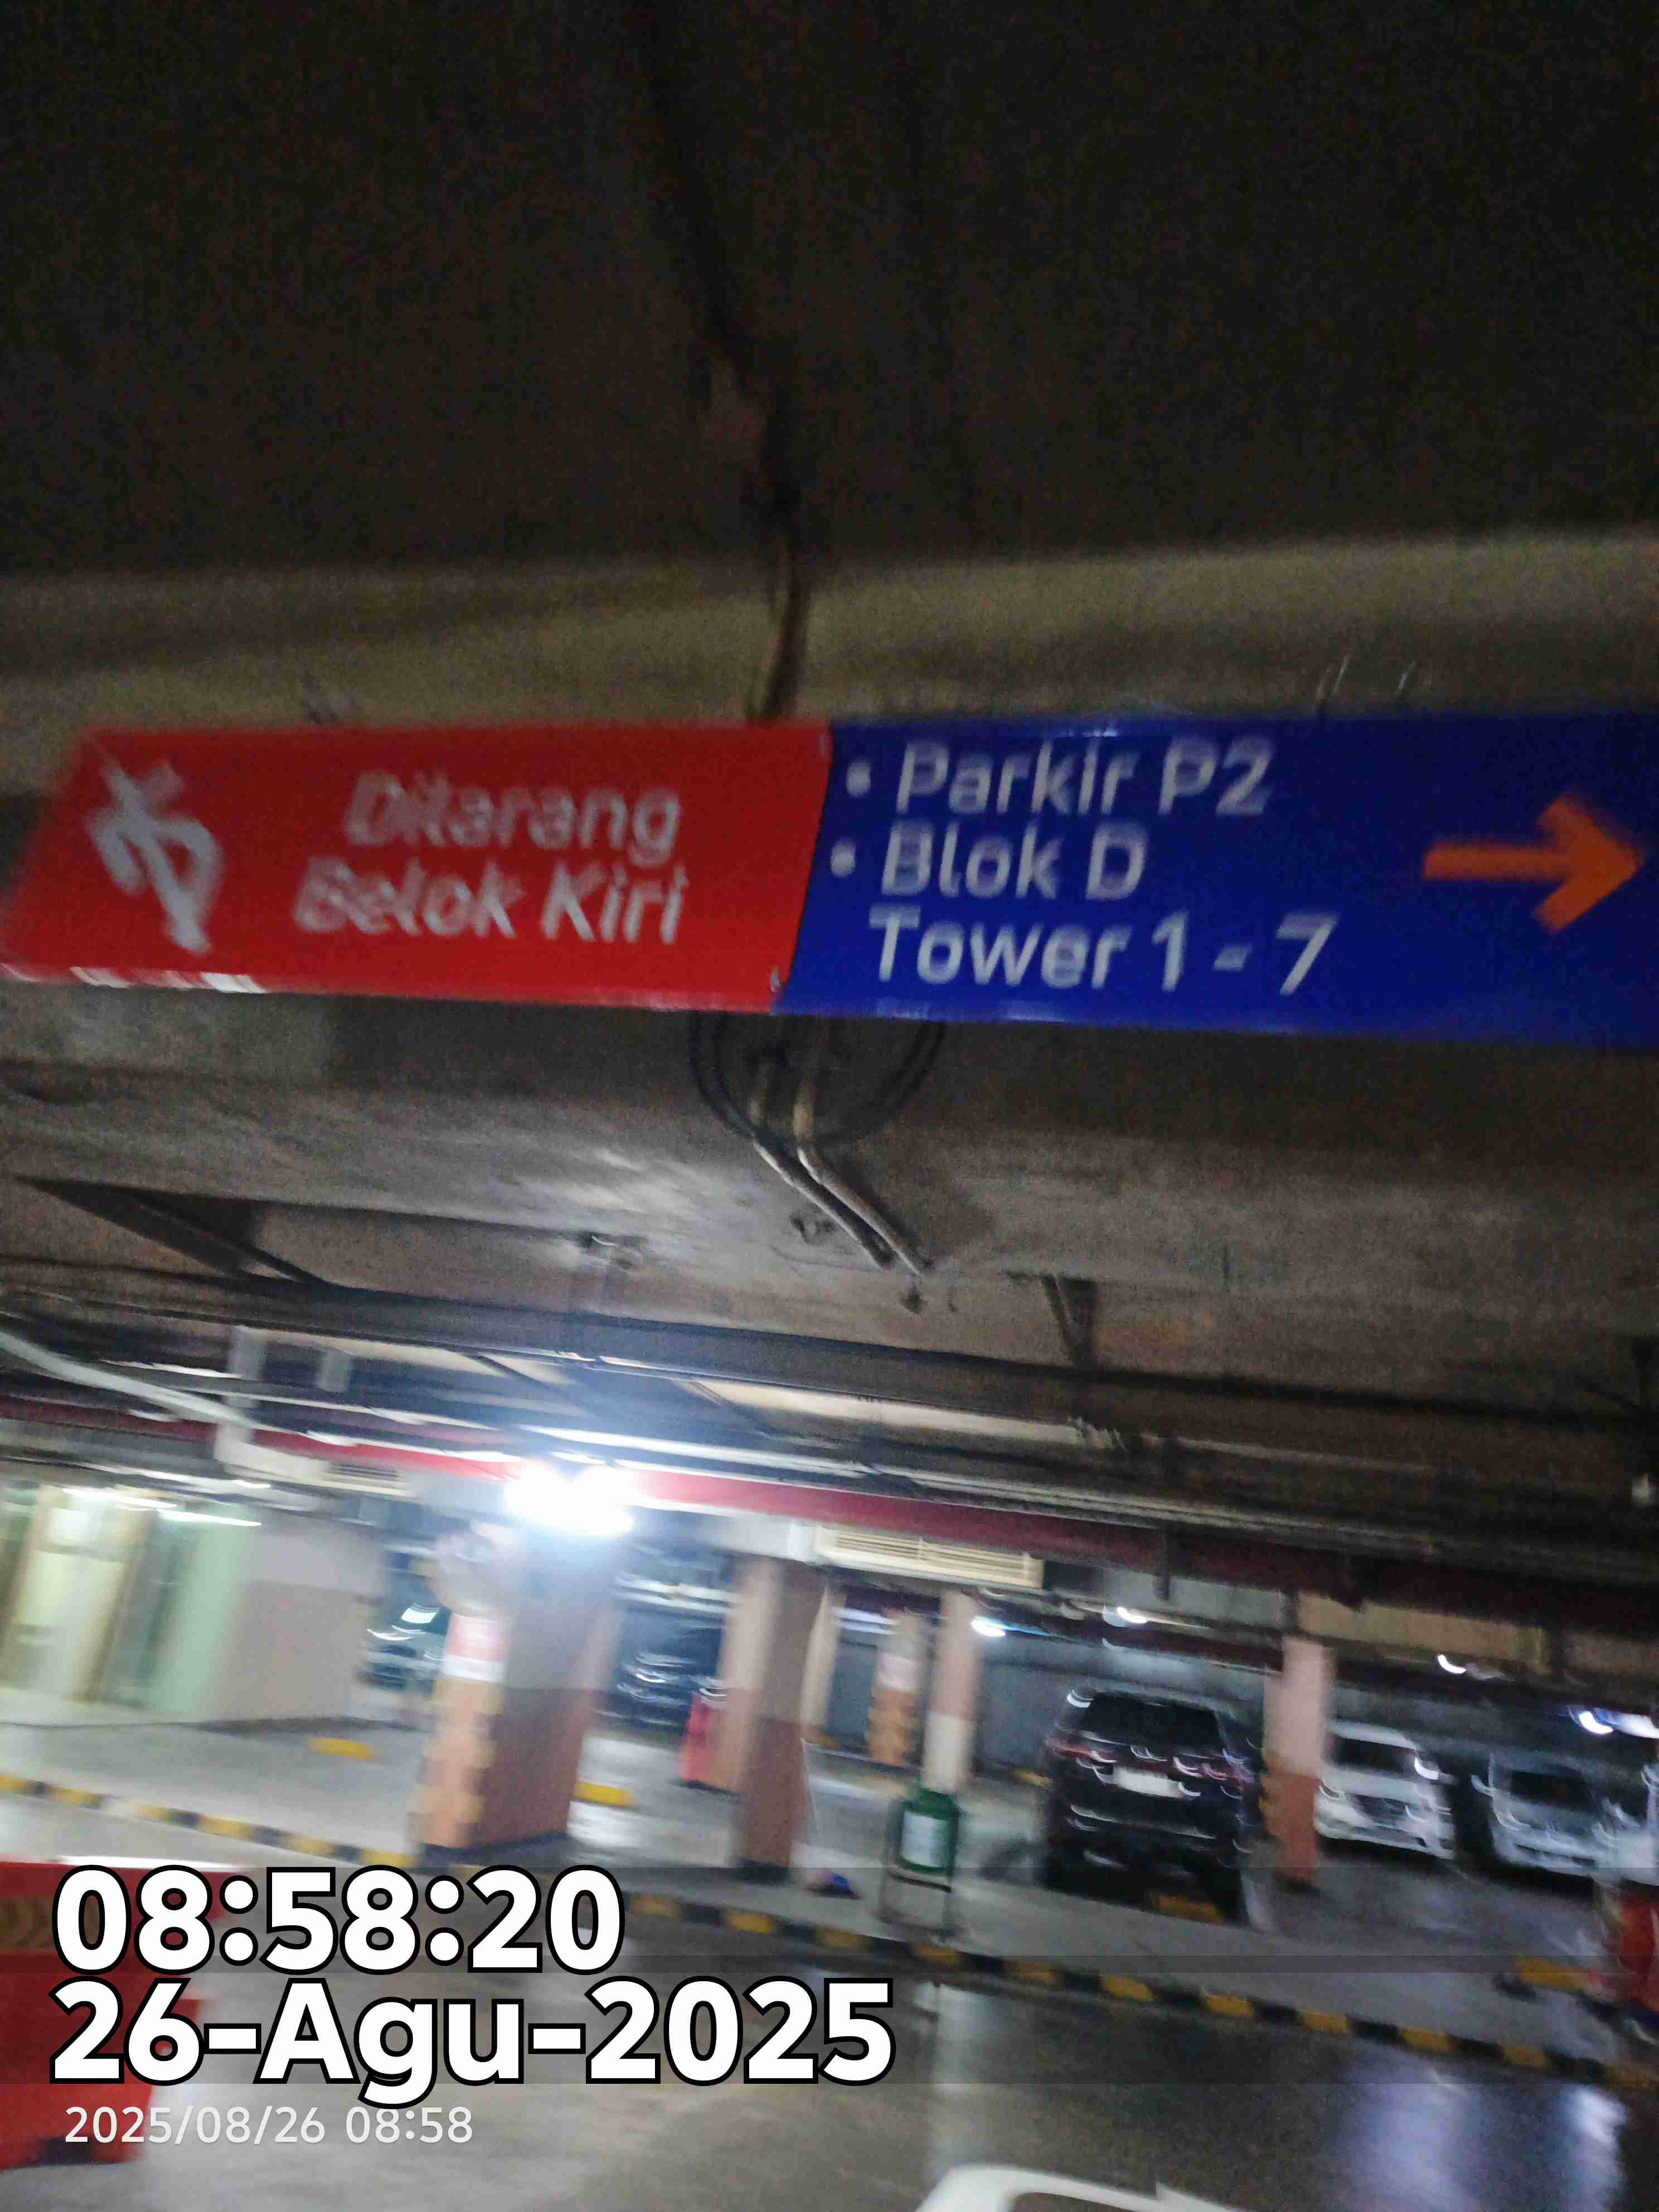 Ditarang
Belok Kiri
• Parkir P2
• Blok D
Tower 1 - 7
08:58:20
26-Agu-2025
2025/08/26 08:58